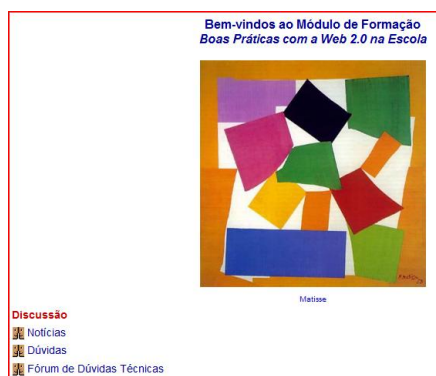 Bem-vindos ao Módulo de Formação
Boas Práticas com a Web 2.0 na Escola
Matisse
Discussão
Notícias
Dúvidas
Fórum de Dúvidas Técnicas